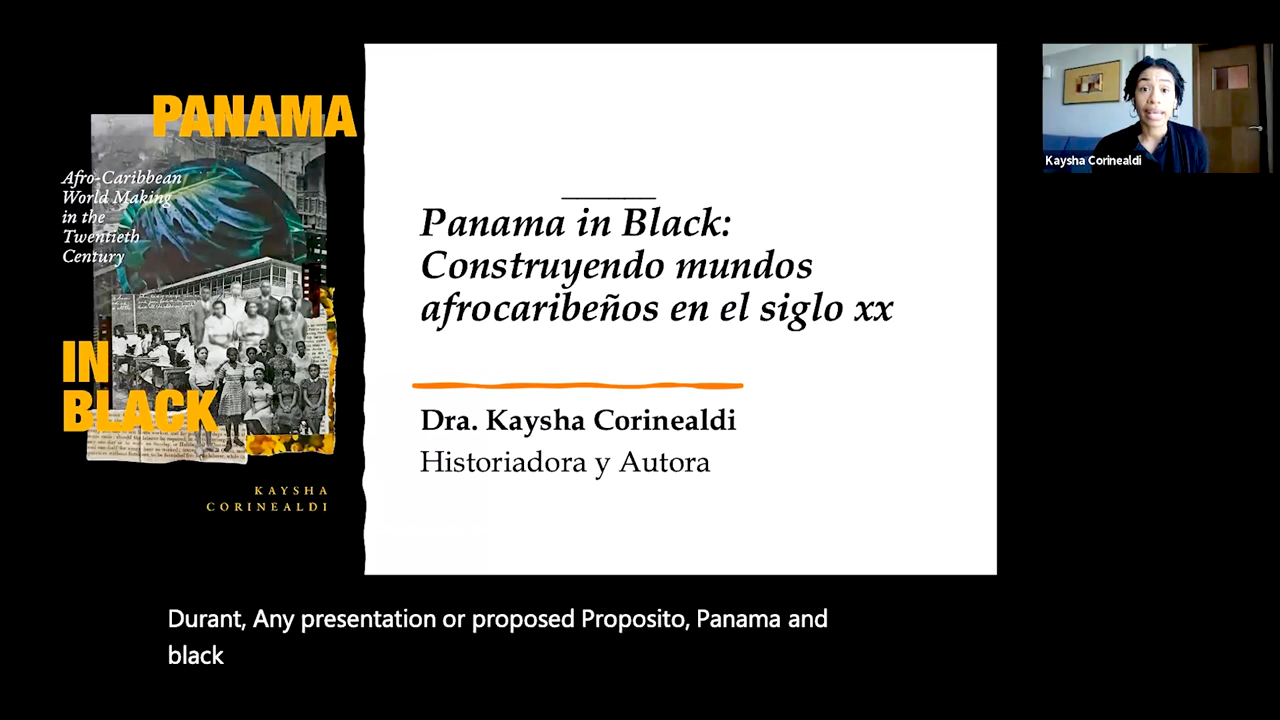 PANAMA
Afro-Caribbean
World Making
in the
Twentieth
Century
IN
BLACK
KAYSHA
CORINEALDI
Panama in Black:
Construyendo mundos
afrocaribeños en el siglo xx
Dra. Kaysha Corinealdi
Historiadora y Autora
Kaysha Corinealdi
Durant, Any presentation or proposed Proposito, Panama and
black